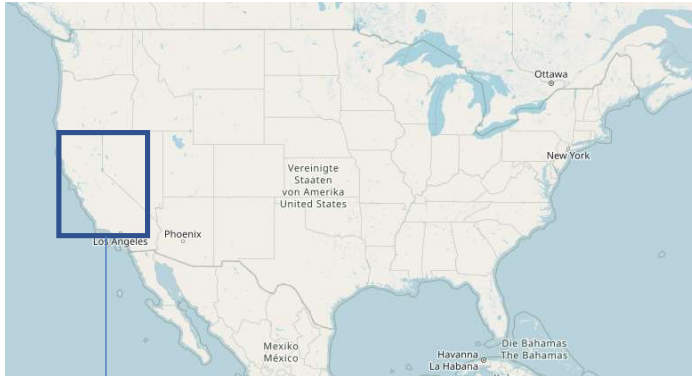 Ottawa
New York
Vereinigte
Staaten
von Amerika
United States
Phoenix
Los Angeles
Mexiko
México
Die Bahamas
The Bahamas
Havanna
La Habana